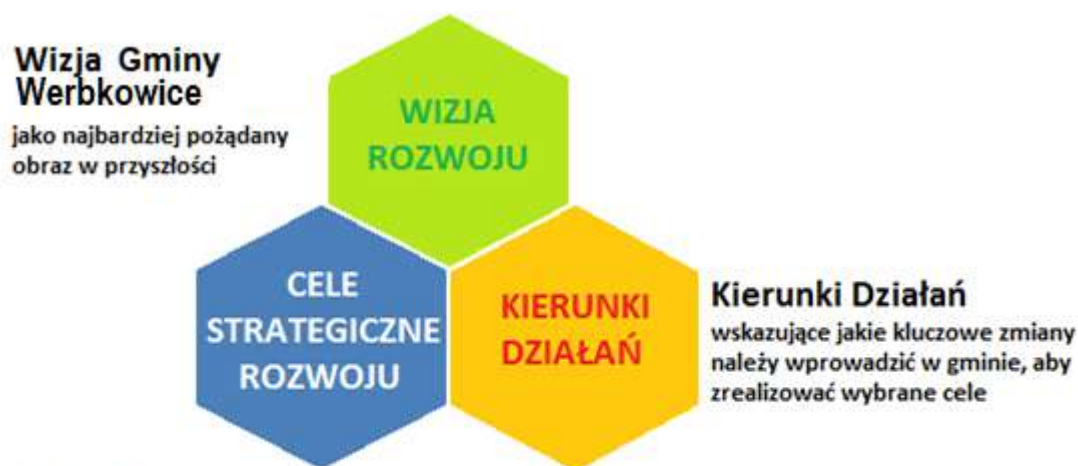 Wizja Gminy
Werbkowice
jako najbardziej pożądany
obraz w przyszłości
WIZJA
ROZWOJU
CELE
STRATEGICZNE
ROZWOJU
KIERUNKI
DZIAŁAŃ
Kierunki Działań
wskazujące jakie kluczowe zmiany
należy wprowadzić w gminie, aby
zrealizować wybrane cele